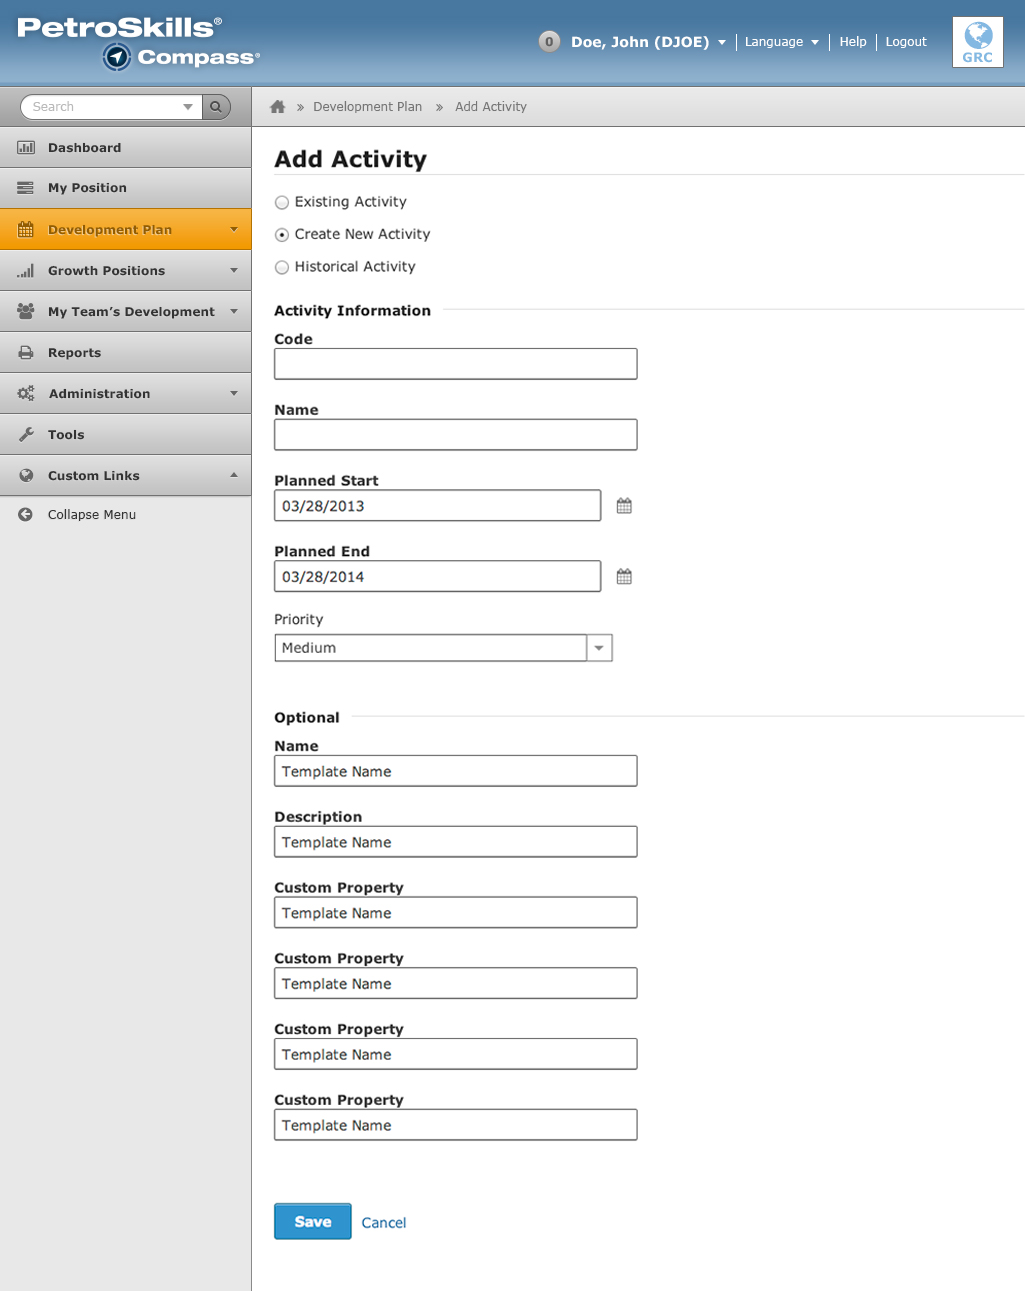 PetroSkills®
Compass®
0 Doe, John (DJOE) Language Help Logout
GRC
Search
» Development Plan » Add Activity
Dashboard
My Position
Development Plan
Growth Positions
My Team’s Development
Reports
Administration
Tools
Custom Links
Collapse Menu
Add Activity
Existing Activity
Create New Activity
Historical Activity
Activity Information
Code
Name
Planned Start
03/28/2013
Planned End
03/28/2014
Priority
Medium
Optional
Name
Template Name
Description
Template Name
Custom Property
Template Name
Custom Property
Template Name
Custom Property
Template Name
Custom Property
Template Name
Save Cancel